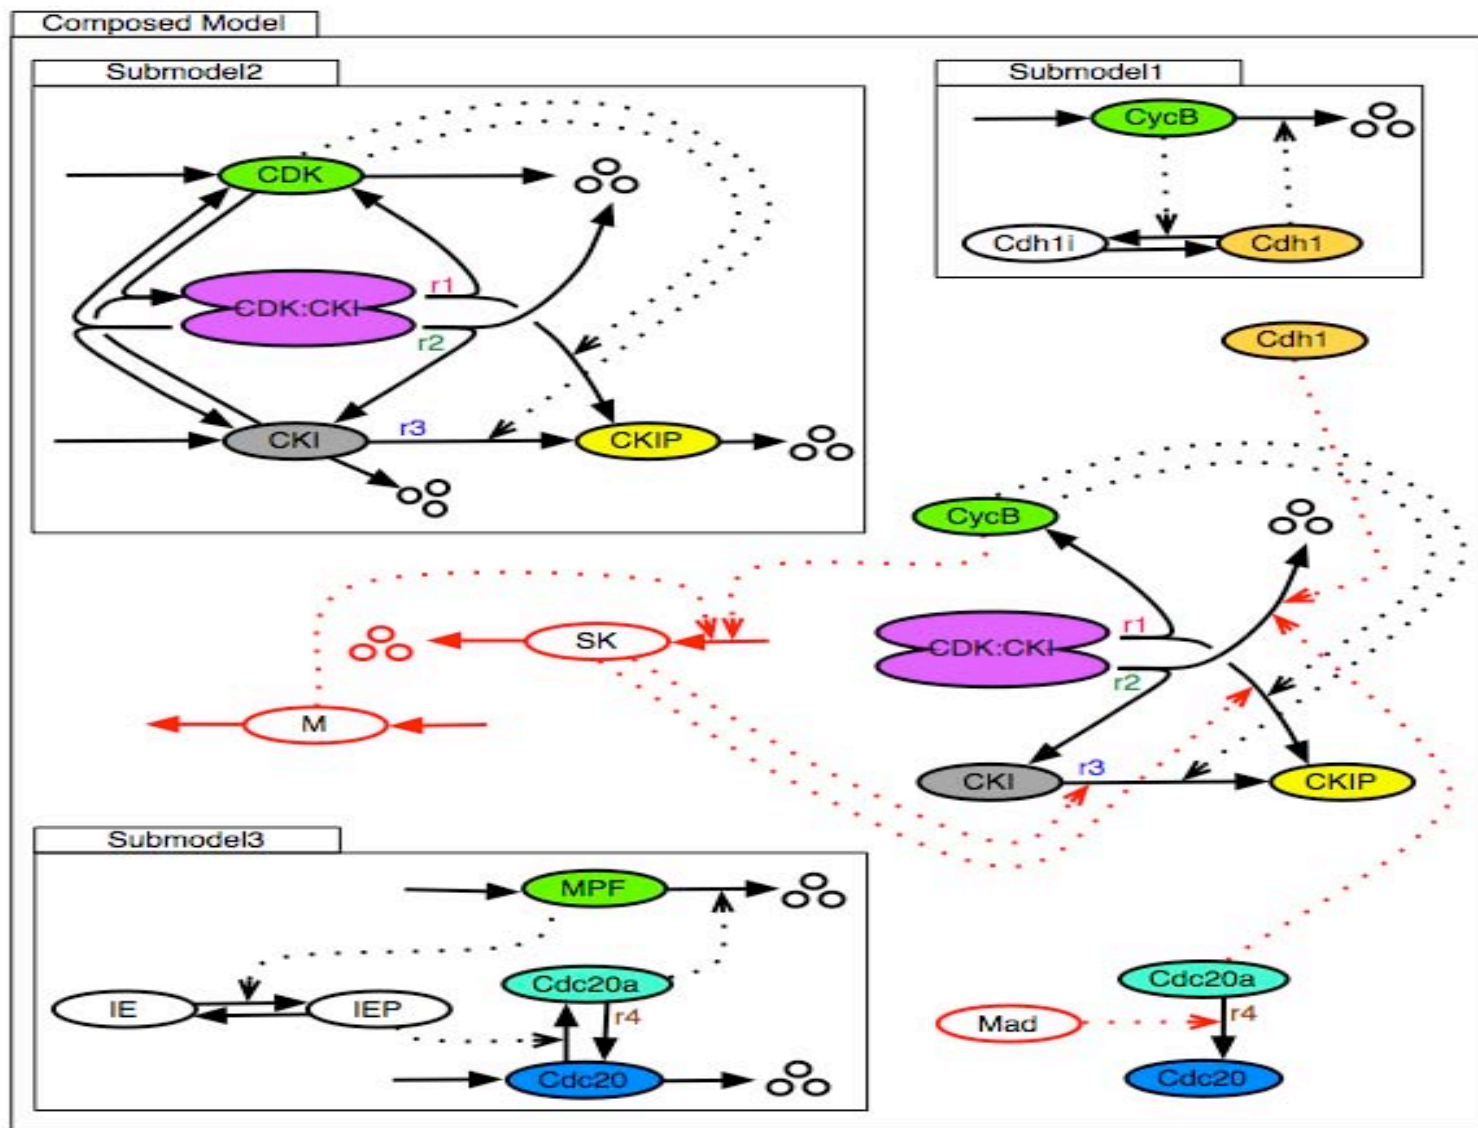 Composed Model
Submodel2
Submodel1
CycB
CDK
Cdh1i
Cdh1
r1
CDK:CKI
r2
Cdh1
CKI
r3
CKIP
CycB
SK
r1
CDK:CKI
r2
M
CKI
r3
CKIP
Submodel3
MPF
Cdc20a
Cdc20a
IE
IEP
r4
Mad
r4
Cdc20
Cdc20